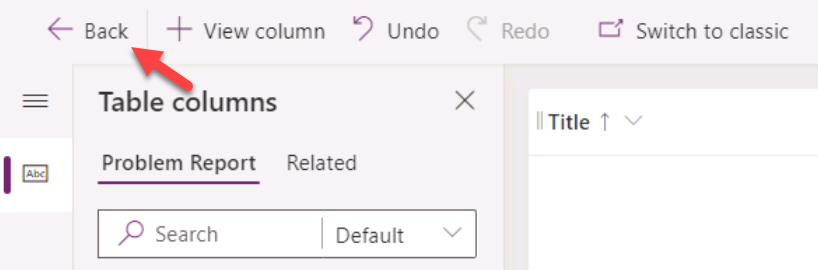 Back View column Undo Redo Switch to classic
Table columns
Title
Problem Report Related
Abc
Search Default